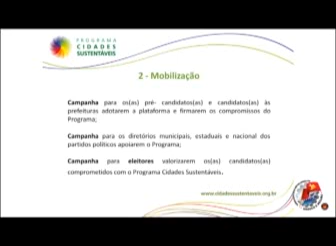 PROGRAMA
CIDADES
SUSTENTÁVEIS
2 - Mobilização
Campanha para os(as) pré- candidatos(as) e candidatos(as) às
prefeituras adotarem a plataforma e firmarem os compromissos do
Programa;
Campanha para os diretórios municipais, estaduais e nacional dos
partidos políticos apoiarem o Programa;
Campanha para eleitores valorizarem os(as) candidatos(as)
comprometidos com o Programa Cidades Sustentáveis.
www.cidadessustentaveis.org.br